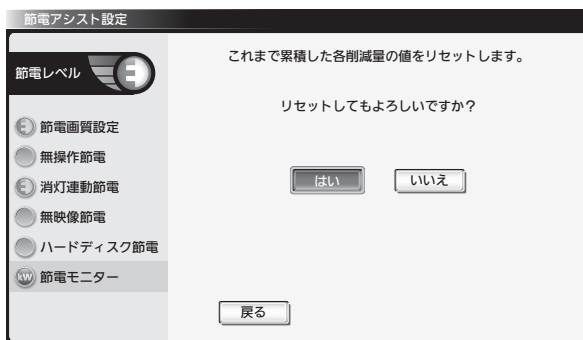 節電アシスト設定
節電レベル
E
これまで累積した各削減量の値をリセットします。
リセットしてもよろしいですか?
はい
いいえ
E 節電画質設定
無操作節電
E 消灯連動節電
無映像節電
ハードディスク節電
kW 節電モニター
戻る